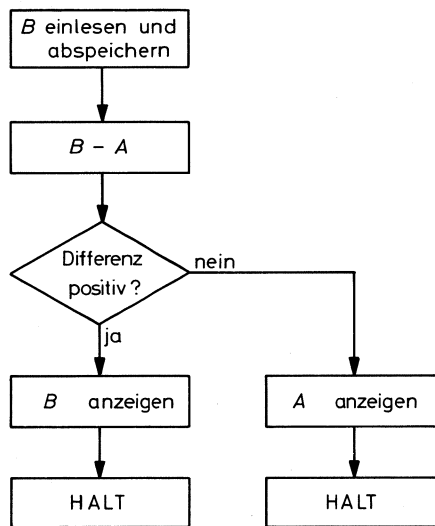 B einlesen und
abspeichern
B - A
Differenz
positiv?
nein
ja
B anzeigen
A anzeigen
HALT
HALT